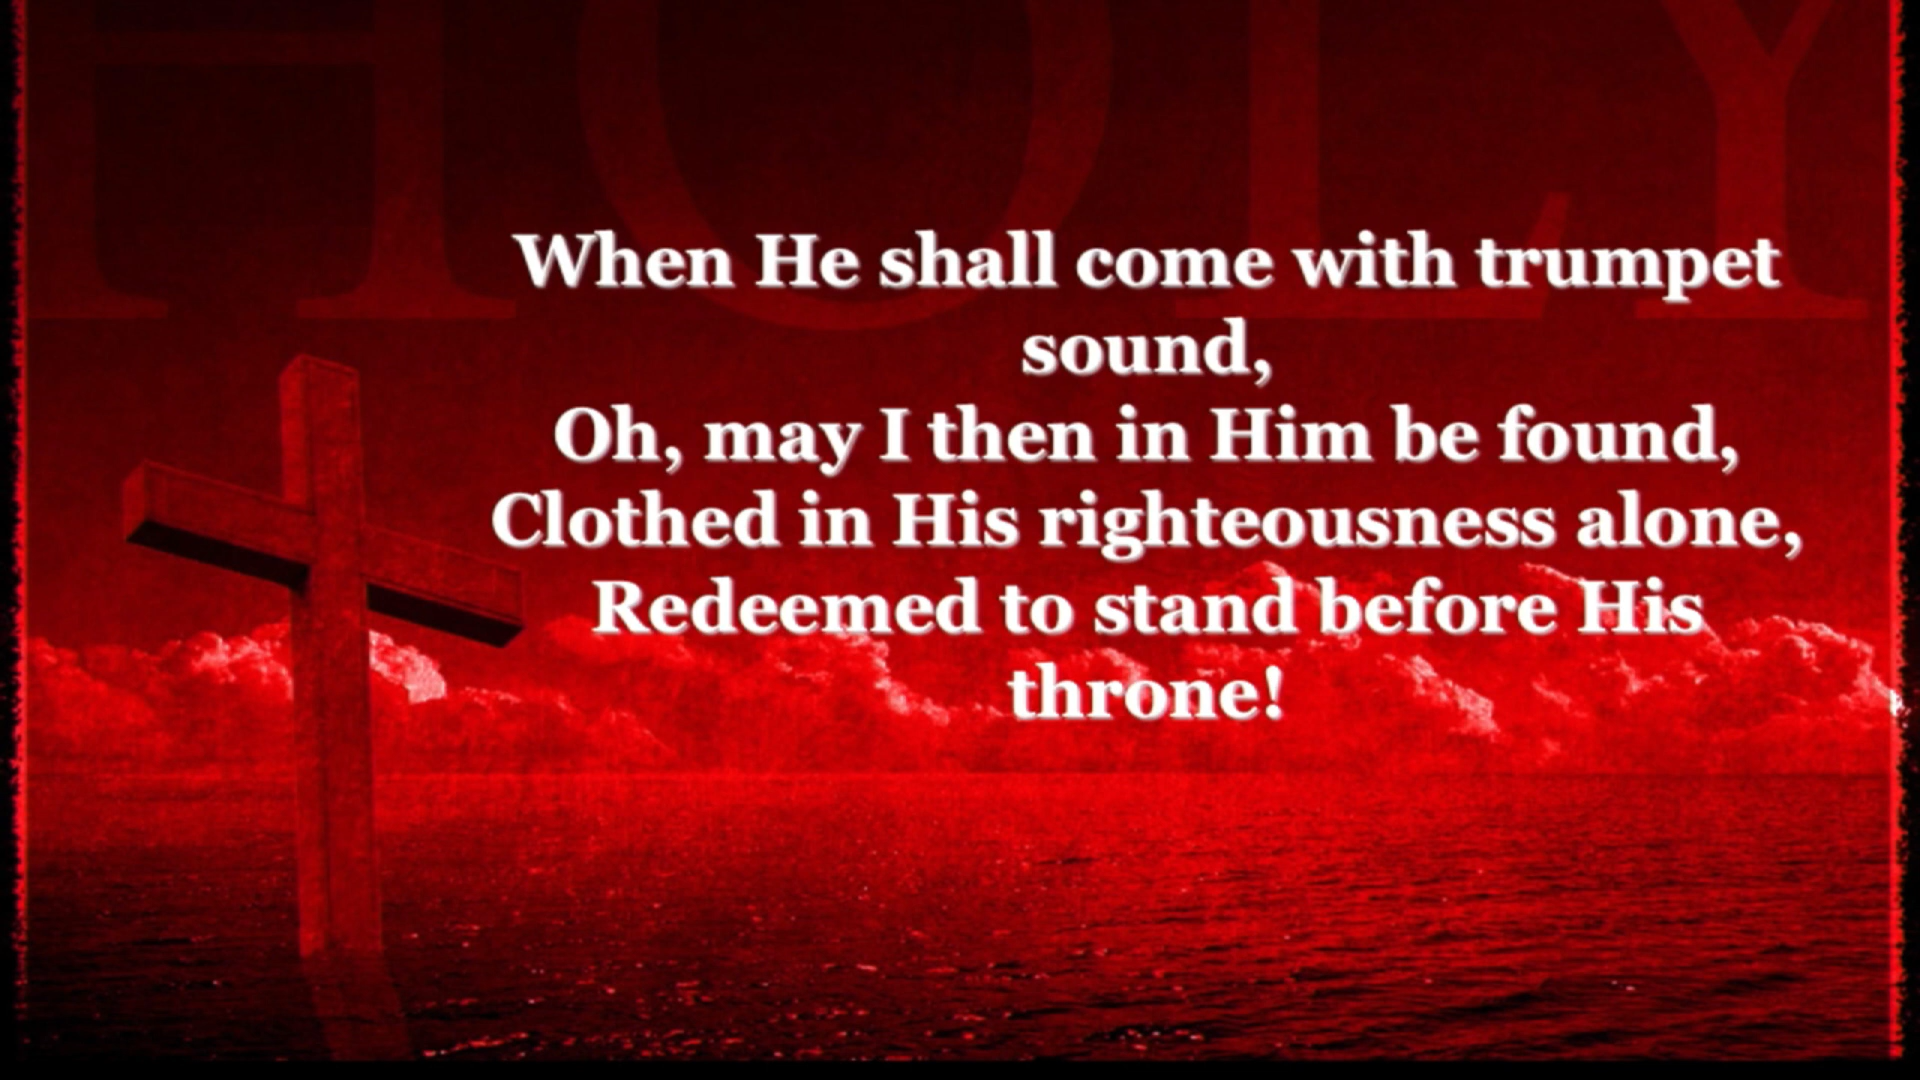 HOLY
When He shall come with trumpet
sound,
Oh, may I then in Him be found,
Clothed in His righteousness alone,
Redeemed to stand before His
throne!